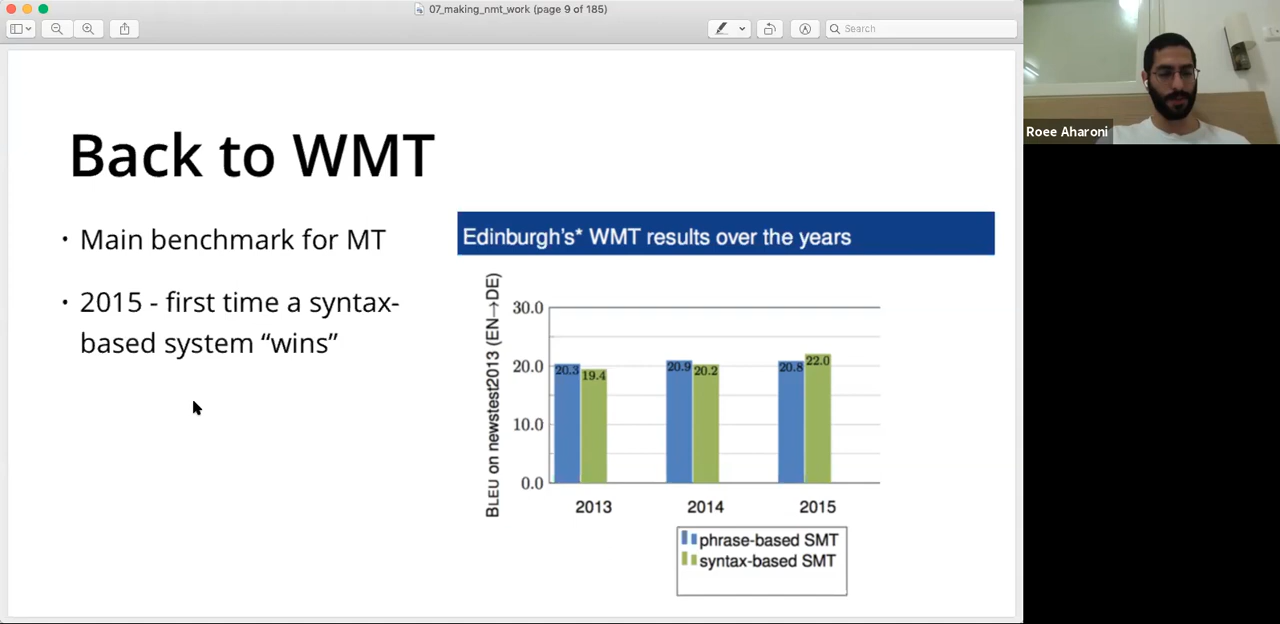 07_making_nmt_work (page 9 of 185)
Search
Roee Aharoni
Back to WMT
• Main benchmark for MT
• 2015 - first time a syntax-
based system “wins”
Edinburgh's* WMT results over the years
BLEU on newstest2013 (EN→DE)
30.0
20.0
10.0
0.0
20.3
19.4
20.9
20.2
20.8
22.0
2013
2014
2015
phrase-based SMT
syntax-based SMT